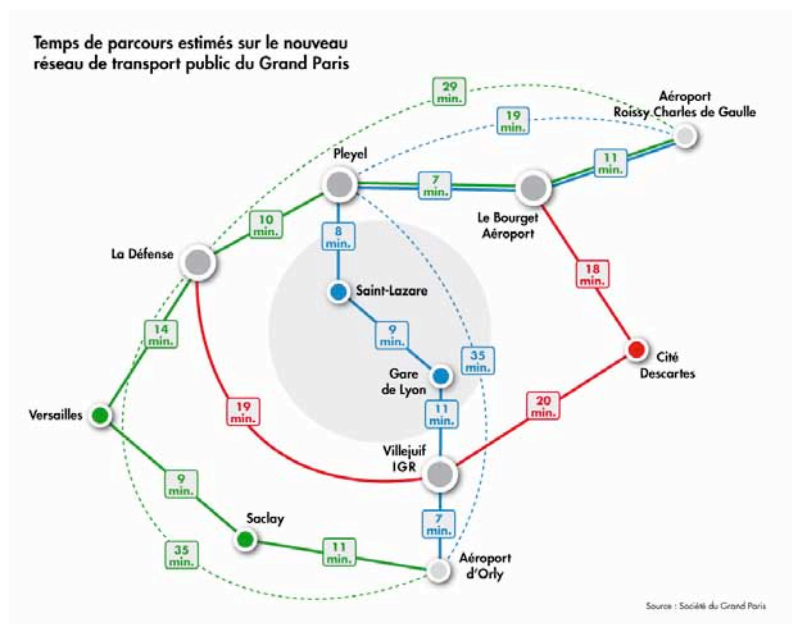 Temps de parcours estimés sur le nouveau
réseau de transport public du Grand Paris
29
min.
Aéroport
Roissy Charles de Gaulle
19
min.
Pleyel
11
min.
7
min.
Le Bourget
Aéroport
10
min.
8
min.
La Défense
18
min.
Saint-Lazare
14
min.
9
min.
35
min.
Cité
Descartes
Gare
de Lyon
Versailles
19
min.
11
min.
20
min.
Villejuif
IGR
9
min.
Saclay
7
min.
35
min.
11
min.
Aéroport
d'Orly
Source : Société du Grand Paris